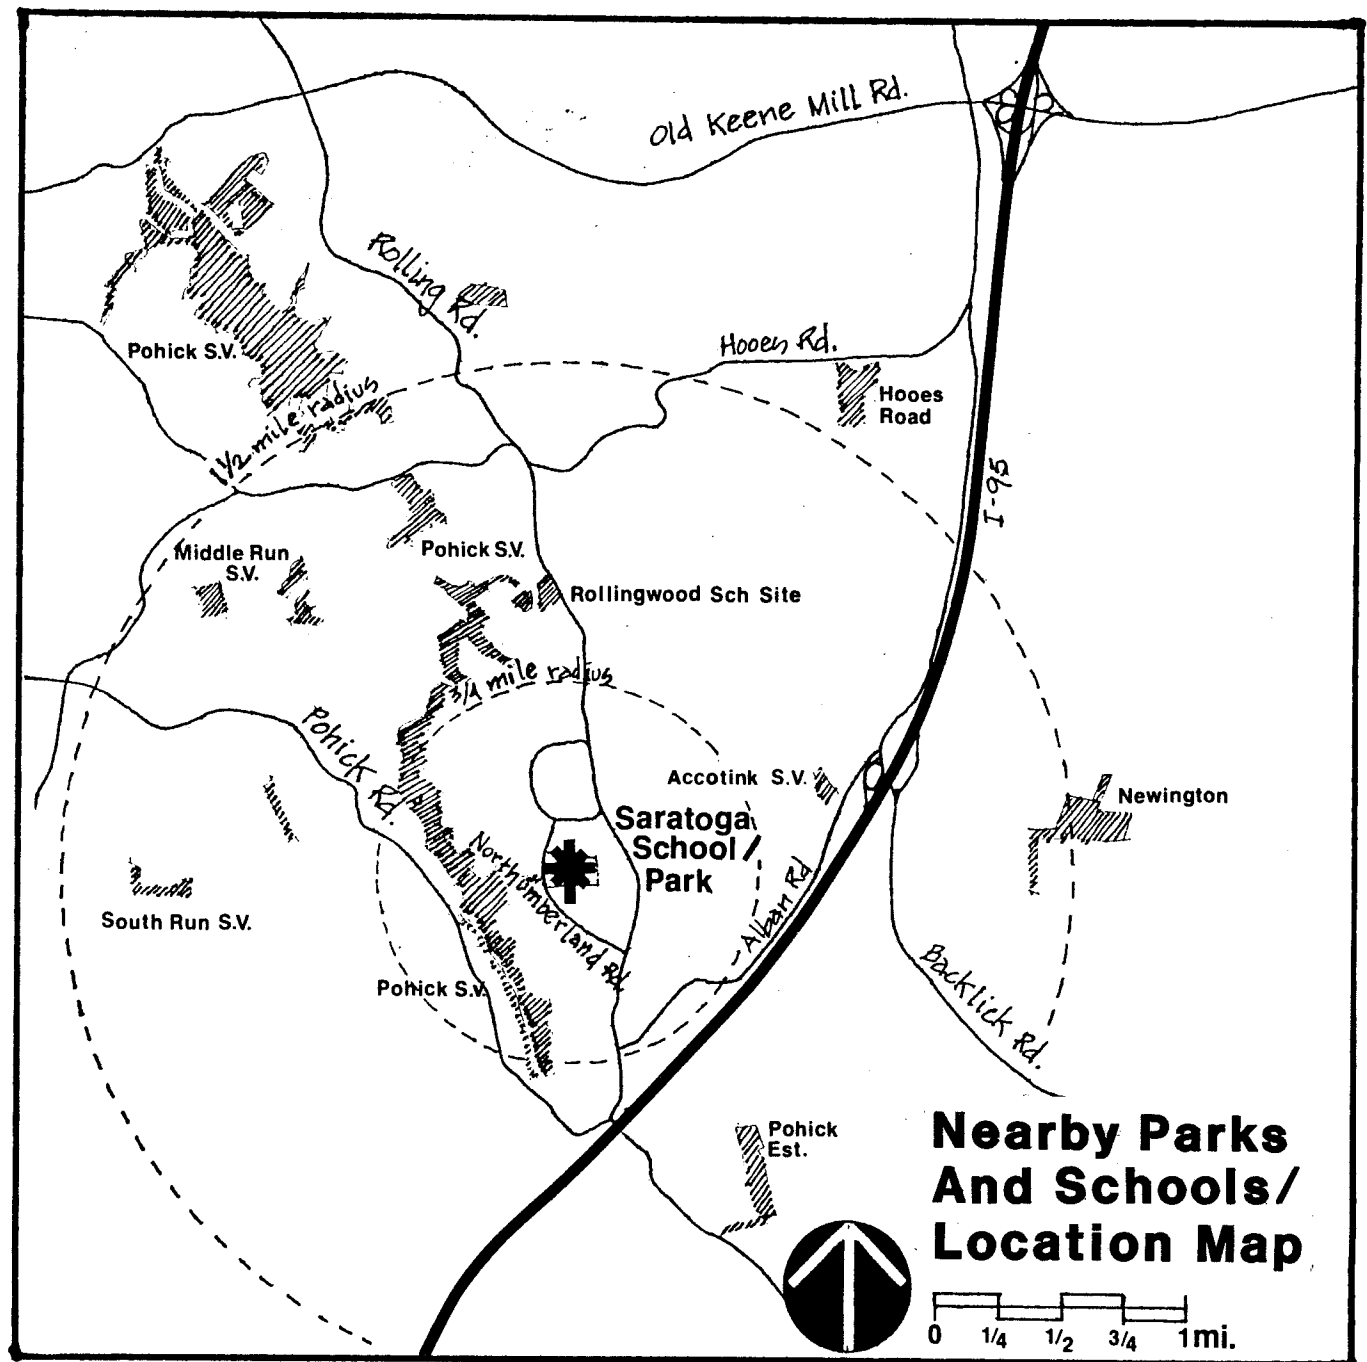 Old Keene Mill Rd.
Rolling Rd.
Hooes Rd.
Pohick S.V.
1 1/2 mile radius
Hooes
Road
I-95
Middle Run
S.V.
Pohick S.V.
Rollingwood Sch Site
3/4 mile radius
Pohick Rd.
Accotink S.V.
Newington
Saratoga
School/
Park
Northumberland Rd
Alban Rd
South Run S.V.
Backlick Rd.
Pohick S.V.
Pohick
Est.
Nearby Parks
And Schools/
Location Map
0 1/4 1/2 3/4 1mi.